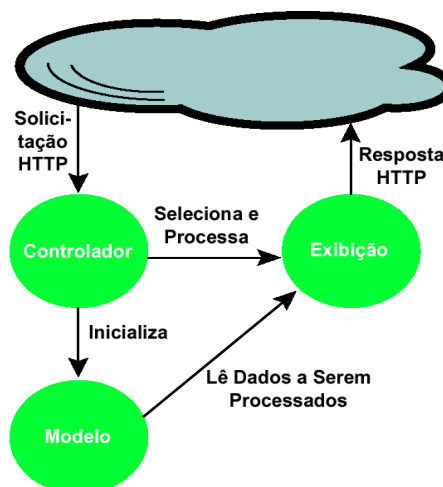 Solici-
tação
HTTP
Resposta
HTTP
Seleciona e
Processa
Controlador
Exibição
Inicializa
Lê Dados a Serem
Processados
Modelo